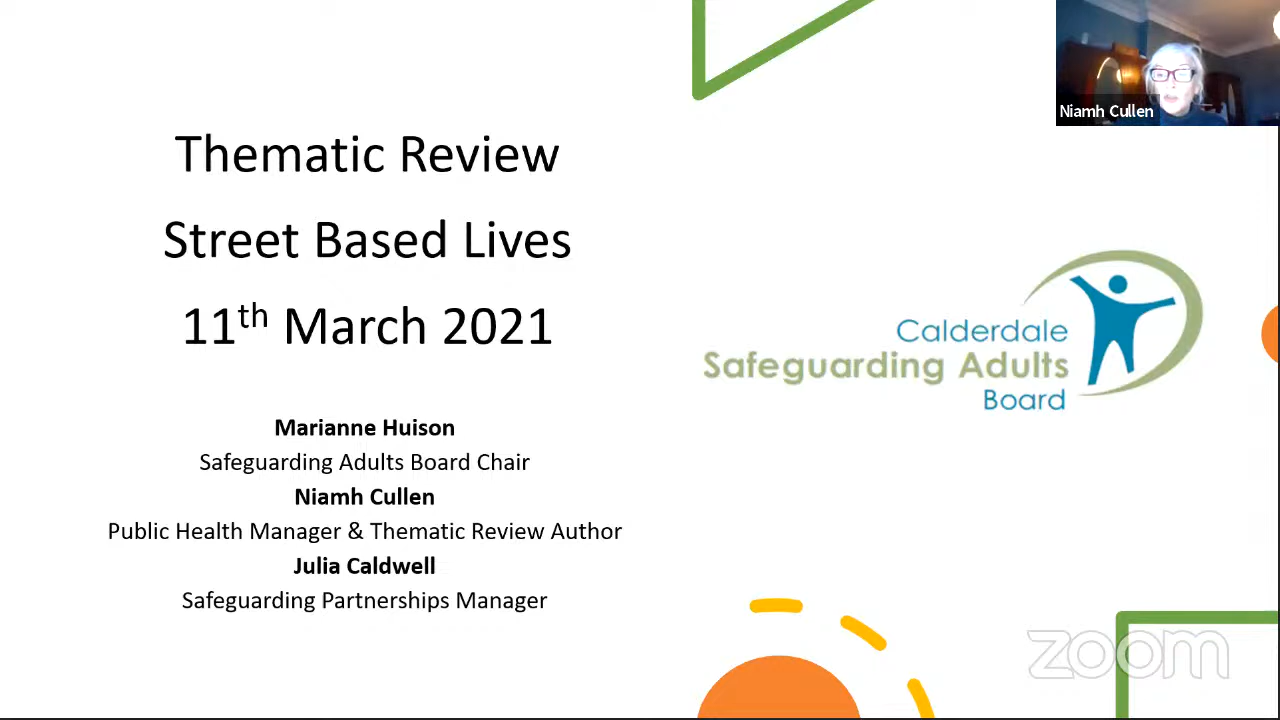 Thematic Review
Street Based Lives
11th March 2021
Marianne Huison
Safeguarding Adults Board Chair
Niamh Cullen
Public Health Manager & Thematic Review Author
Julia Caldwell
Safeguarding Partnerships Manager
Niamh Cullen
Calderdale
Safeguarding Adults
Board
zoom